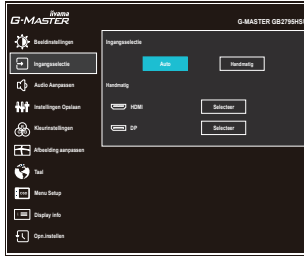 iiyama
G-MASTER
G-MASTER GB2795HSU
Beeldinstellingen
Ingangsselectie
Audio Aanpassen
Instellingen Opslaan
Kleurinstellingen
Afbeelding aanpassen
Taal
OSD
Menu Setup
Display info
Opn.instellen
Ingangsselectie
Auto
Handmatig
Handmatig
HDMI
Selecteer
DP
Selecteer